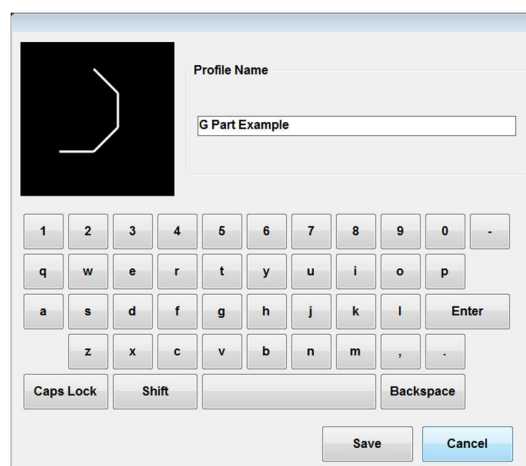 Profile Name
G Part Example
1 2 3 4 5 6 7 8 9 0 -
q w e r t y u i o p
a s d f g h j k l Enter
z x c v b n m , .
Caps Lock Shift Backspace
Save Cancel